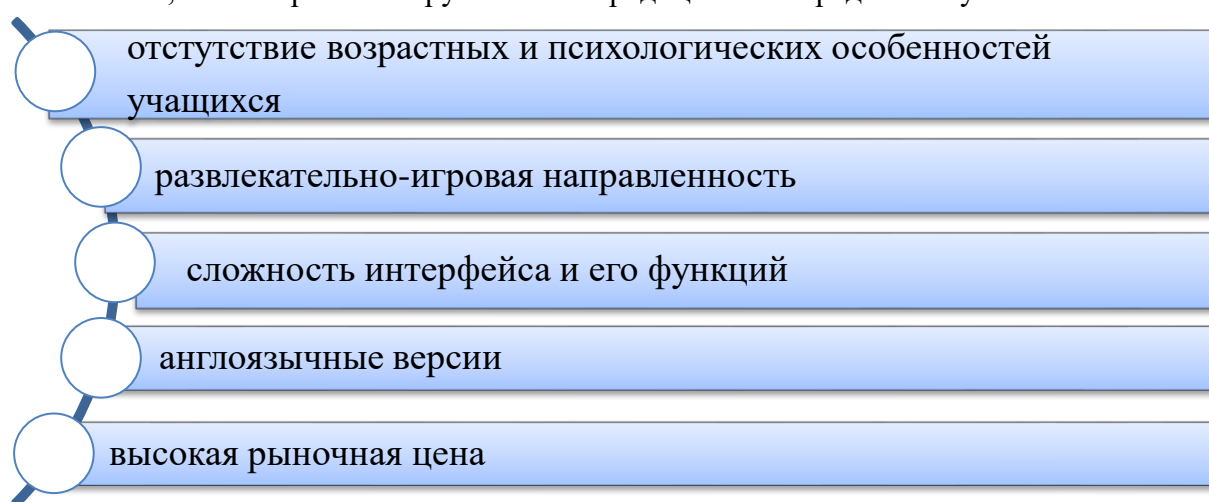 отстутствие возрастных и психологических особенностей
учащихся
развлекательно-игровая направленность
сложность интерфейса и его функций
англоязычные версии
высокая рыночная цена